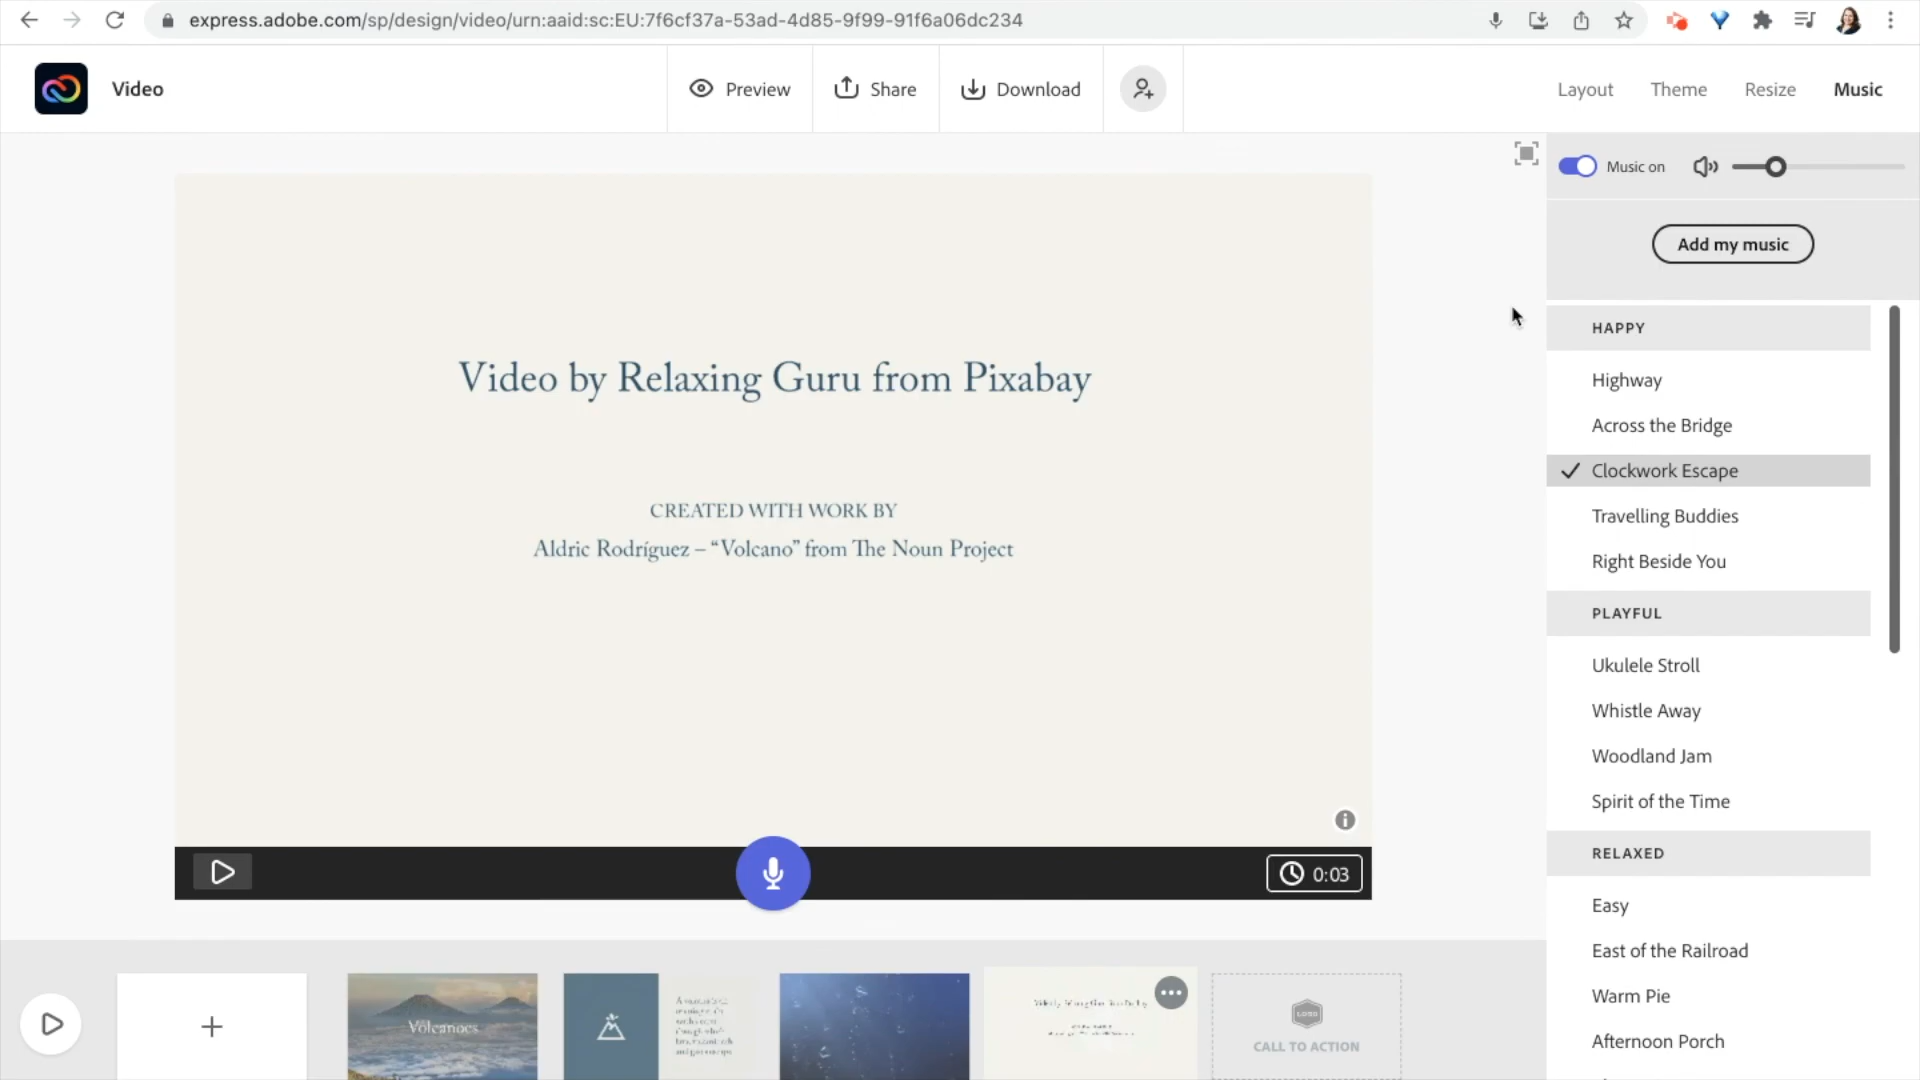 express.adobe.com/sp/design/video/urn:aaid:sc:EU:7f6cf37a-53ad-4d85-9f99-91f6a06dc234
Video
Preview
Share
Download
Layout
Theme
Resize
Music
Music on
Add my music
HAPPY
Highway
Across the Bridge
Clockwork Escape
Travelling Buddies
Right Beside You
PLAYFUL
Ukulele Stroll
Whistle Away
Woodland Jam
Spirit of the Time
RELAXED
Easy
East of the Railroad
Warm Pie
Afternoon Porch
Video by Relaxing Guru from Pixabay
CREATED WITH WORK BY
Aldric Rodríguez – “Volcano” from The Noun Project
0:03
Volcanoes
LOGO
CALL TO ACTION